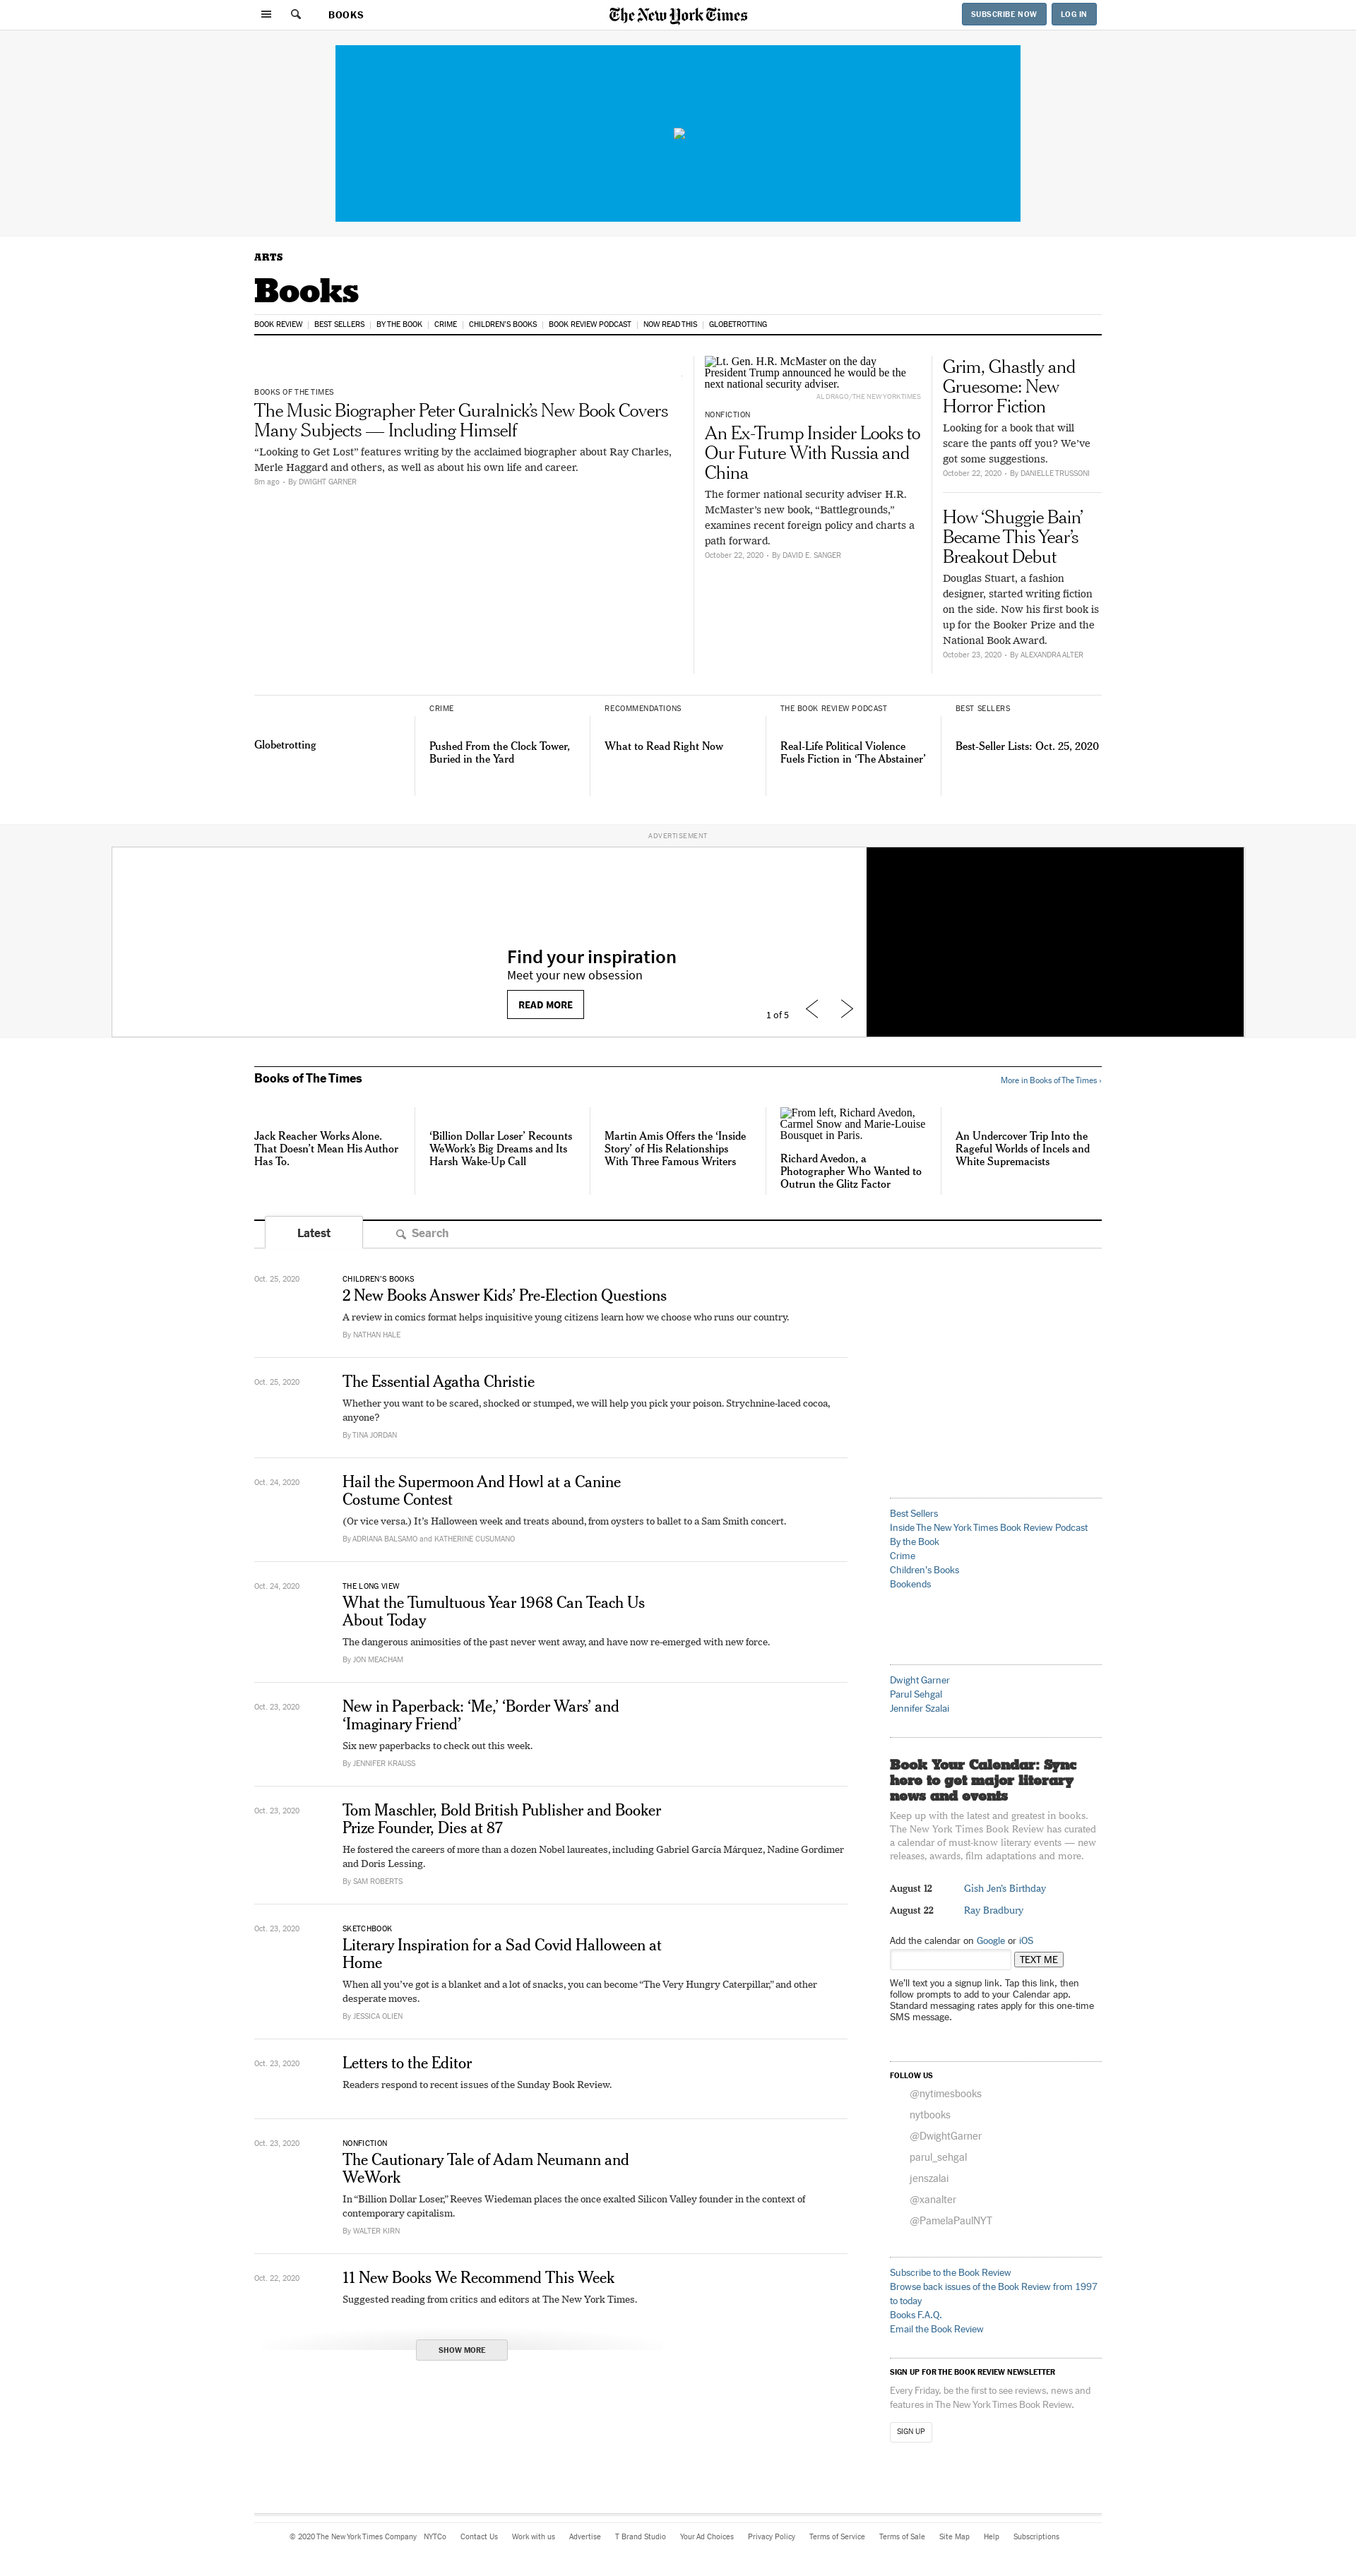 BOOKS
The New York Times
SUBSCRIBE NOW
LOG IN
ARTS
Books
BOOK REVIEW
BEST SELLERS
BY THE BOOK
CRIME
CHILDREN'S BOOKS
BOOK REVIEW PODCAST
NOW READ THIS
GLOBETROTTING
BOOKS OF THE TIMES
The Music Biographer Peter Guralnick's New Book Covers
Many Subjects — Including Himself
“Looking to Get Lost” features writing by the acclaimed biographer about Ray Charles,
Merle Haggard and others, as well as about his own life and career.
8m ago • By DWIGHT GARNER
Lt. Gen. H.R. McMaster on the day
President Trump announced he would be the
next national security adviser.
AL DRAGO/THE NEW YORK TIMES
NONFICTION
An Ex-Trump Insider Looks to
Our Future With Russia and
China
The former national security adviser H.R.
McMaster's new book, “Battlegrounds,”
examines recent foreign policy and charts a
path forward.
October 22, 2020 • By DAVID E. SANGER
Grim, Ghastly and
Gruesome: New
Horror Fiction
Looking for a book that will
scare the pants off you? We've
got some suggestions.
October 22, 2020 • By DANIELLE TRUSSONI
How ‘Shuggie Bain’
Became This Year's
Breakout Debut
Douglas Stuart, a fashion
designer, started writing fiction
on the side. Now his first book is
up for the Booker Prize and the
National Book Award.
October 23, 2020 • By ALEXANDRA ALTER
Globetrotting
CRIME
Pushed From the Clock Tower,
Buried in the Yard
RECOMMENDATIONS
What to Read Right Now
THE BOOK REVIEW PODCAST
Real-Life Political Violence
Fuels Fiction in ‘The Abstainer’
BEST SELLERS
Best-Seller Lists: Oct. 25, 2020
ADVERTISEMENT
Find your inspiration
Meet your new obsession
READ MORE
1 of 5
Books of The Times
More in Books of The Times ›
Jack Reacher Works Alone.
That Doesn't Mean His Author
Has To.
‘Billion Dollar Loser’ Recounts
WeWork's Big Dreams and Its
Harsh Wake-Up Call
Martin Amis Offers the ‘Inside
Story’ of His Relationships
With Three Famous Writers
From left, Richard Avedon,
Carmel Snow and Marie-Louise
Bousquet in Paris.
Richard Avedon, a
Photographer Who Wanted to
Outrun the Glitz Factor
An Undercover Trip Into the
Rageful Worlds of Incels and
White Supremacists
Latest
Search
Oct. 25, 2020
CHILDREN'S BOOKS
2 New Books Answer Kids' Pre-Election Questions
A review in comics format helps inquisitive young citizens learn how we choose who runs our country.
By NATHAN HALE
Oct. 25, 2020
The Essential Agatha Christie
Whether you want to be scared, shocked or stumped, we will help you pick your poison. Strychnine-laced cocoa,
anyone?
By TINA JORDAN
Oct. 24, 2020
Hail the Supermoon And Howl at a Canine
Costume Contest
(Or vice versa.) It's Halloween week and treats abound, from oysters to ballet to a Sam Smith concert.
By ADRIANA BALSAMO and KATHERINE CUSUMANO
Oct. 24, 2020
THE LONG VIEW
What the Tumultuous Year 1968 Can Teach Us
About Today
The dangerous animosities of the past never went away, and have now re-emerged with new force.
By JON MEACHAM
Oct. 23, 2020
New in Paperback: ‘Me,’ ‘Border Wars’ and
‘Imaginary Friend’
Six new paperbacks to check out this week.
By JENNIFER KRAUSS
Oct. 23, 2020
Tom Maschler, Bold British Publisher and Booker
Prize Founder, Dies at 87
He fostered the careers of more than a dozen Nobel laureates, including Gabriel García Márquez, Nadine Gordimer
and Doris Lessing.
By SAM ROBERTS
Oct. 23, 2020
SKETCHBOOK
Literary Inspiration for a Sad Covid Halloween at
Home
When all you've got is a blanket and a lot of snacks, you can become “The Very Hungry Caterpillar,” and other
desperate moves.
By JESSICA OLIEN
Oct. 23, 2020
Letters to the Editor
Readers respond to recent issues of the Sunday Book Review.
Oct. 23, 2020
NONFICTION
The Cautionary Tale of Adam Neumann and
WeWork
In “Billion Dollar Loser,” Reeves Wiedeman places the once exalted Silicon Valley founder in the context of
contemporary capitalism.
By WALTER KIRN
Oct. 22, 2020
11 New Books We Recommend This Week
Suggested reading from critics and editors at The New York Times.
SHOW MORE
Best Sellers
Inside The New York Times Book Review Podcast
By the Book
Crime
Children's Books
Bookends
Dwight Garner
Parul Sehgal
Jennifer Szalai
Book Your Calendar: Sync
here to get major literary
news and events
Keep up with the latest and greatest in books.
The New York Times Book Review has curated
a calendar of must-know literary events — new
releases, awards, film adaptations and more.
August 12
Gish Jen's Birthday
August 22
Ray Bradbury
Add the calendar on Google or iOS
TEXT ME
We'll text you a signup link. Tap this link, then
follow prompts to add to your Calendar app.
Standard messaging rates apply for this one-time
SMS message.
FOLLOW US
@nytimesbooks
nytbooks
@DwightGarner
parul_sehgal
jenszalai
@xanalter
@PamelaPaulNYT
Subscribe to the Book Review
Browse back issues of the Book Review from 1997
to today
Books F.A.Q.
Email the Book Review
SIGN UP FOR THE BOOK REVIEW NEWSLETTER
Every Friday, be the first to see reviews, news and
features in The New York Times Book Review.
SIGN UP
© 2020 The New York Times Company
NYTCo
Contact Us
Work with us
Advertise
T Brand Studio
Your Ad Choices
Privacy Policy
Terms of Service
Terms of Sale
Site Map
Help
Subscriptions